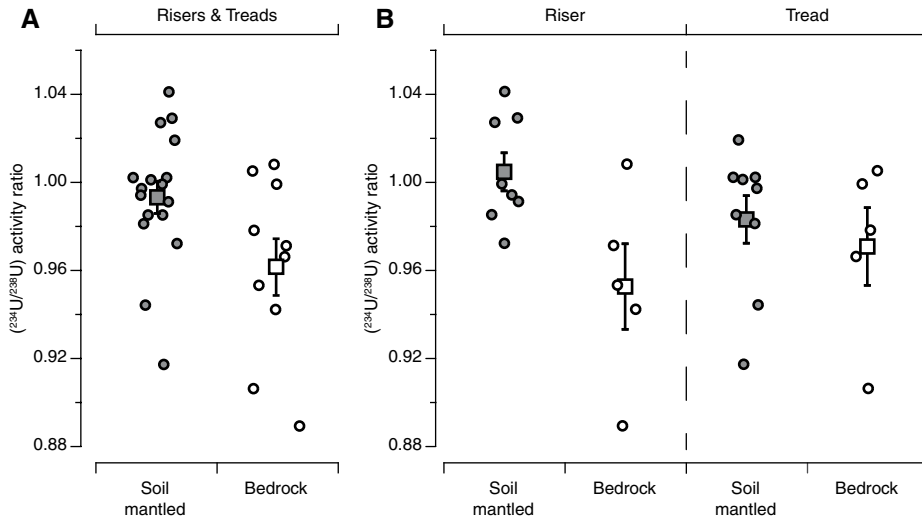 A
Risers & Treads
(²³⁴U/²³⁸U) activity ratio
1.04
1.00
0.96
0.92
0.88
Soil
mantled
Bedrock
B
Riser
Tread
(²³⁴U/²³⁸U) activity ratio
1.04
1.00
0.96
0.92
0.88
Soil
mantled
Bedrock
Soil
mantled
Bedrock